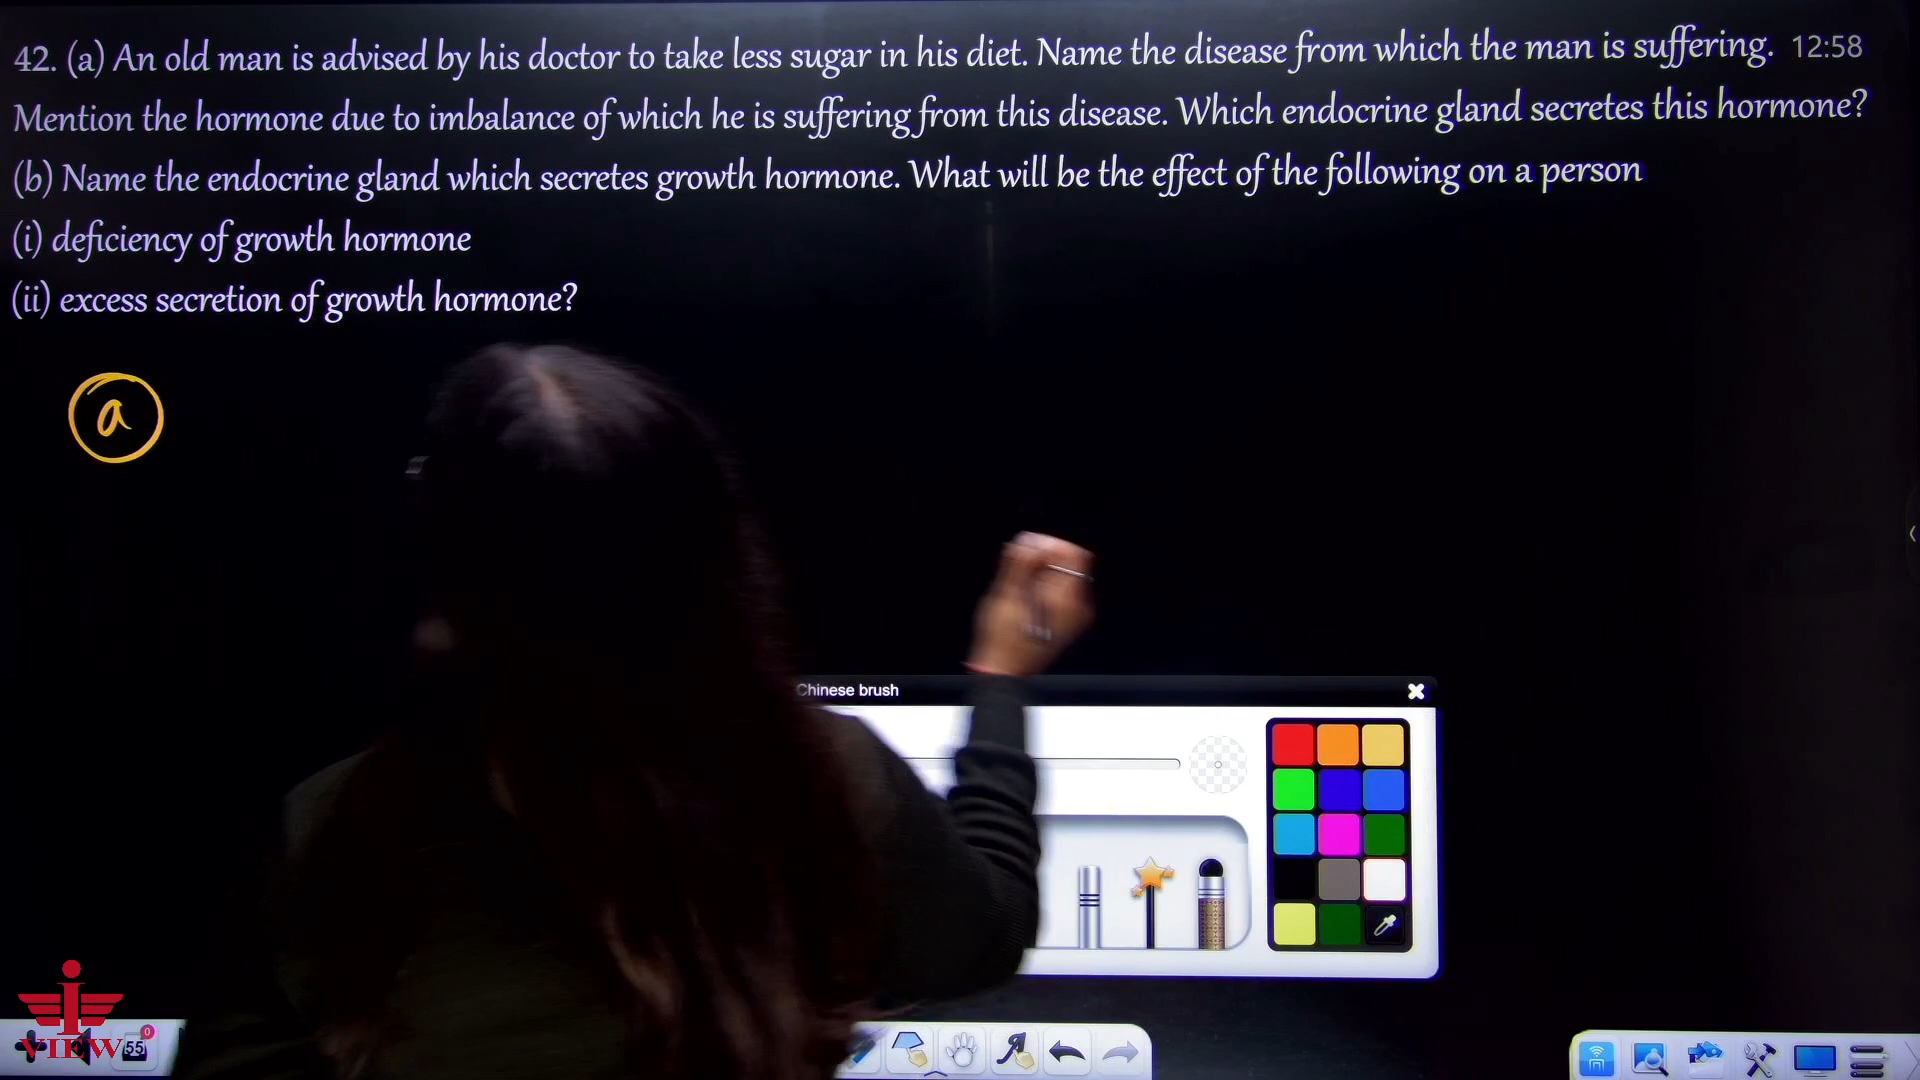 42. (a) An old man is advised by his doctor to take less sugar in his diet. Name the disease from which the man is suffering. 12:58
Mention the hormone due to imbalance of which he is suffering from this disease. Which endocrine gland secretes this hormone?
(b) Name the endocrine gland which secretes growth hormone. What will be the effect of the following on a person
(i) deficiency of growth hormone
(ii) excess secretion of growth hormone?
a
Chinese brush
VIEW
55
0